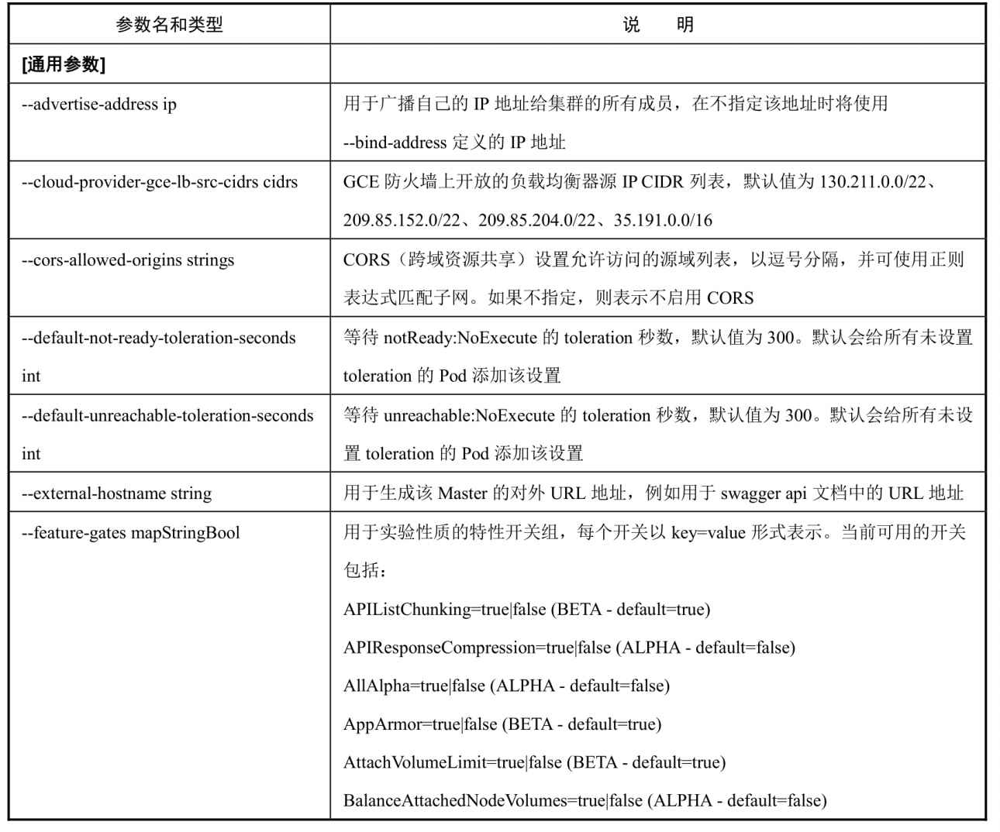 参数名和类型
说 明
[通用参数]
--advertise-address ip
用于广播自己的 IP 地址给集群的所有成员，在不指定该地址时将使用
--bind-address 定义的 IP 地址
--cloud-provider-gce-lb-src-cidrs cidrs
GCE 防火墙上开放的负载均衡器源 IP CIDR 列表，默认值为 130.211.0.0/22、
209.85.152.0/22、209.85.204.0/22、35.191.0.0/16
--cors-allowed-origins strings
CORS（跨域资源共享）设置允许访问的源域列表，以逗号分隔，并可使用正则
表达式匹配子网。如果不指定，则表示不启用 CORS
--default-not-ready-toleration-seconds
int
等待 notReady:NoExecute 的 toleration 秒数，默认值为 300。默认会给所有未设置
toleration 的 Pod 添加该设置
--default-unreachable-toleration-seconds
int
等待 unreachable:NoExecute 的 toleration 秒数，默认值为 300。默认会给所有未设
置 toleration 的 Pod 添加该设置
--external-hostname string
用于生成该 Master 的对外 URL 地址，例如用于 swagger api 文档中的 URL 地址
--feature-gates mapStringBool
用于实验性质的特性开关组，每个开关以 key=value 形式表示。当前可用的开关
包括：
APIListChunking=true|false (BETA - default=true)
APIResponseCompression=true|false (ALPHA - default=false)
AllAlpha=true|false (ALPHA - default=false)
AppArmor=true|false (BETA - default=true)
AttachVolumeLimit=true|false (BETA - default=true)
BalanceAttachedNodeVolumes=true|false (ALPHA - default=false)